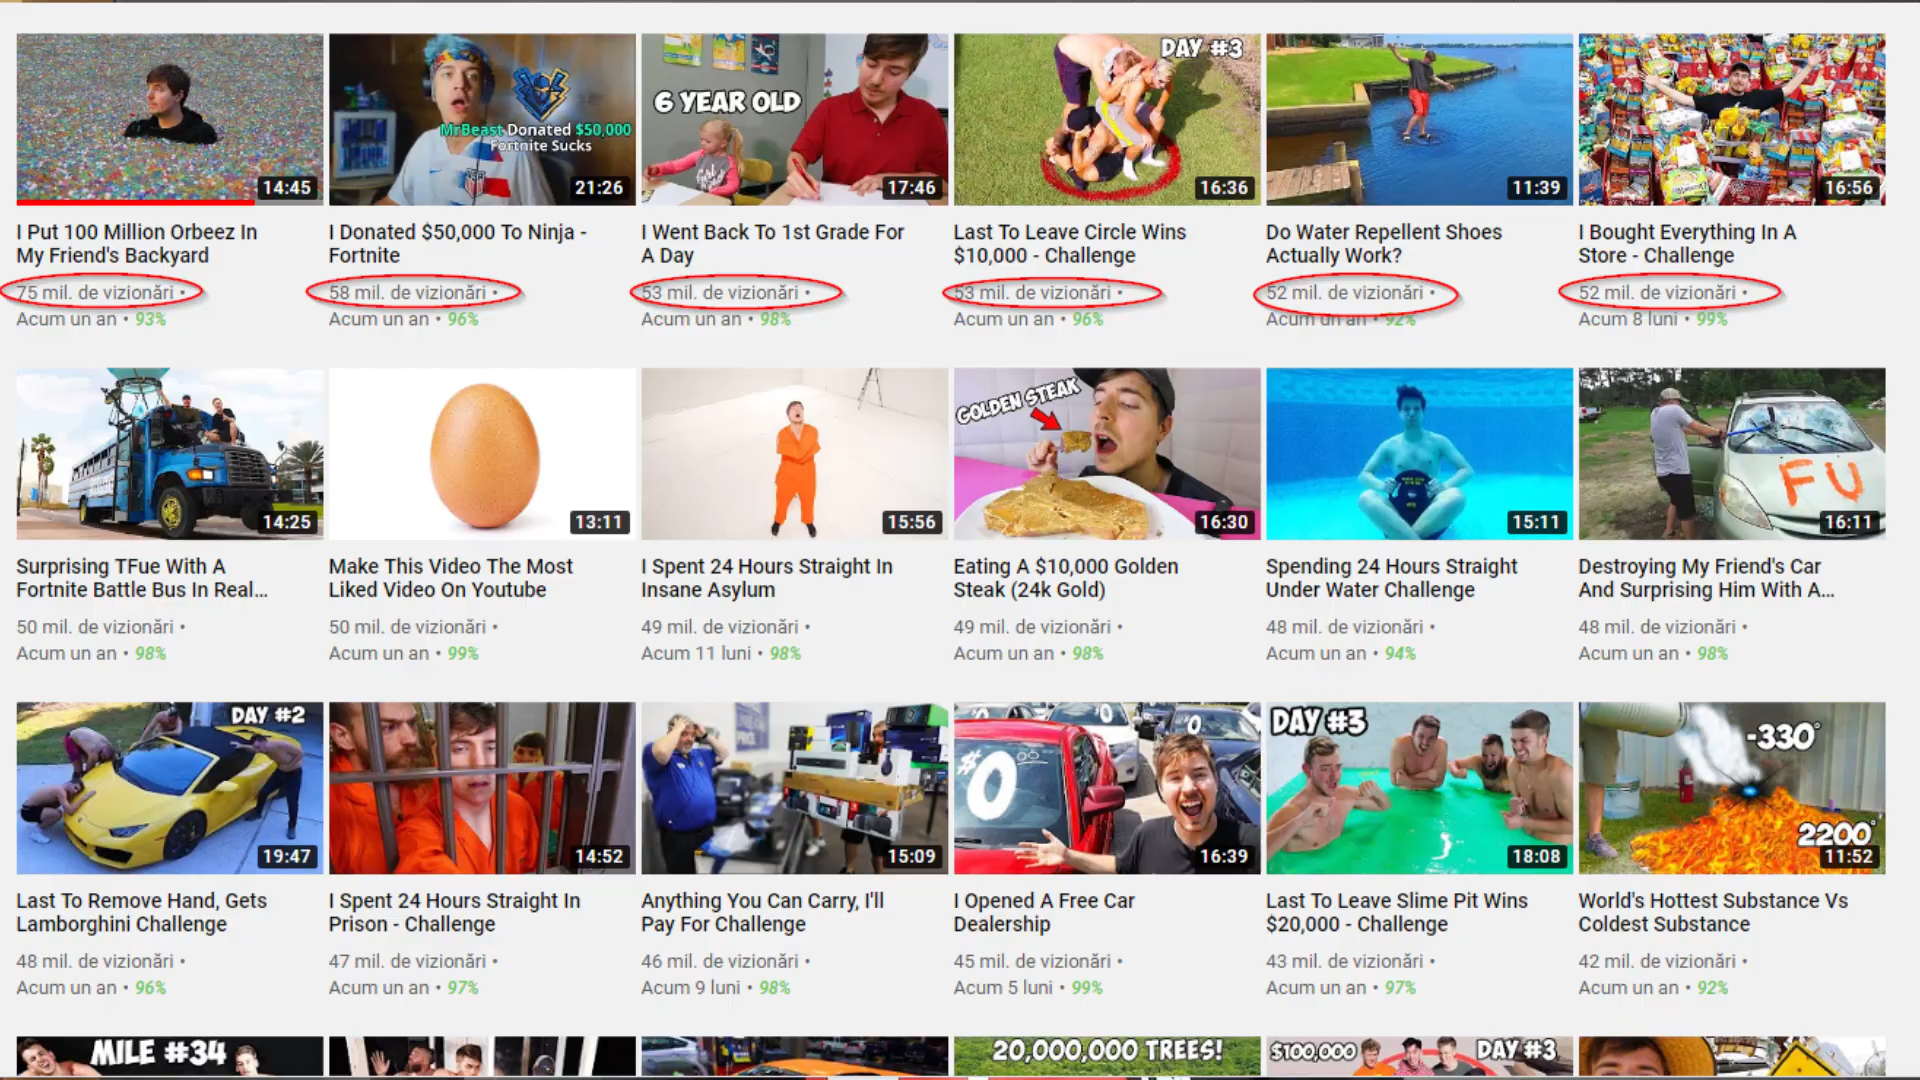 14:45
MrBeast Donated $50,000
Fortnite Sucks
21:26
6 YEAR OLD
17:46
DAY #3
16:36
11:39
16:56
I Put 100 Million Orbeez In
My Friend's Backyard
75 mil. de vizionări •
Acum un an • 93%
I Donated $50,000 To Ninja -
Fortnite
58 mil. de vizionări •
Acum un an • 96%
I Went Back To 1st Grade For
A Day
53 mil. de vizionări •
Acum un an • 98%
Last To Leave Circle Wins
$10,000 - Challenge
53 mil. de vizionări •
Acum un an • 96%
Do Water Repellent Shoes
Actually Work?
52 mil. de vizionări •
Acum un an • 92%
I Bought Everything In A
Store - Challenge
52 mil. de vizionări •
Acum 8 luni • 99%
14:25
13:11
15:56
GOLDEN STEAK
16:30
15:11
FU
16:11
Surprising TFue With A
Fortnite Battle Bus In Real...
50 mil. de vizionări •
Acum un an • 98%
Make This Video The Most
Liked Video On Youtube
50 mil. de vizionări •
Acum un an • 99%
I Spent 24 Hours Straight In
Insane Asylum
49 mil. de vizionări •
Acum 11 luni • 98%
Eating A $10,000 Golden
Steak (24k Gold)
49 mil. de vizionări •
Acum un an • 98%
Spending 24 Hours Straight
Under Water Challenge
48 mil. de vizionări •
Acum un an • 94%
Destroying My Friend's Car
And Surprising Him With A...
48 mil. de vizionări •
Acum un an • 98%
DAY #2
19:47
14:52
15:09
$0
16:39
DAY #3
18:08
-330°
2200°
11:52
Last To Remove Hand, Gets
Lamborghini Challenge
48 mil. de vizionări •
Acum un an • 96%
I Spent 24 Hours Straight In
Prison - Challenge
47 mil. de vizionări •
Acum un an • 97%
Anything You Can Carry, I'll
Pay For Challenge
46 mil. de vizionări •
Acum 9 luni • 98%
I Opened A Free Car
Dealership
45 mil. de vizionări •
Acum 5 luni • 99%
Last To Leave Slime Pit Wins
$20,000 - Challenge
43 mil. de vizionări •
Acum un an • 97%
World's Hottest Substance Vs
Coldest Substance
42 mil. de vizionări •
Acum un an • 92%
MILE #34
20,000,000 TREES!
$100,000
DAY #3